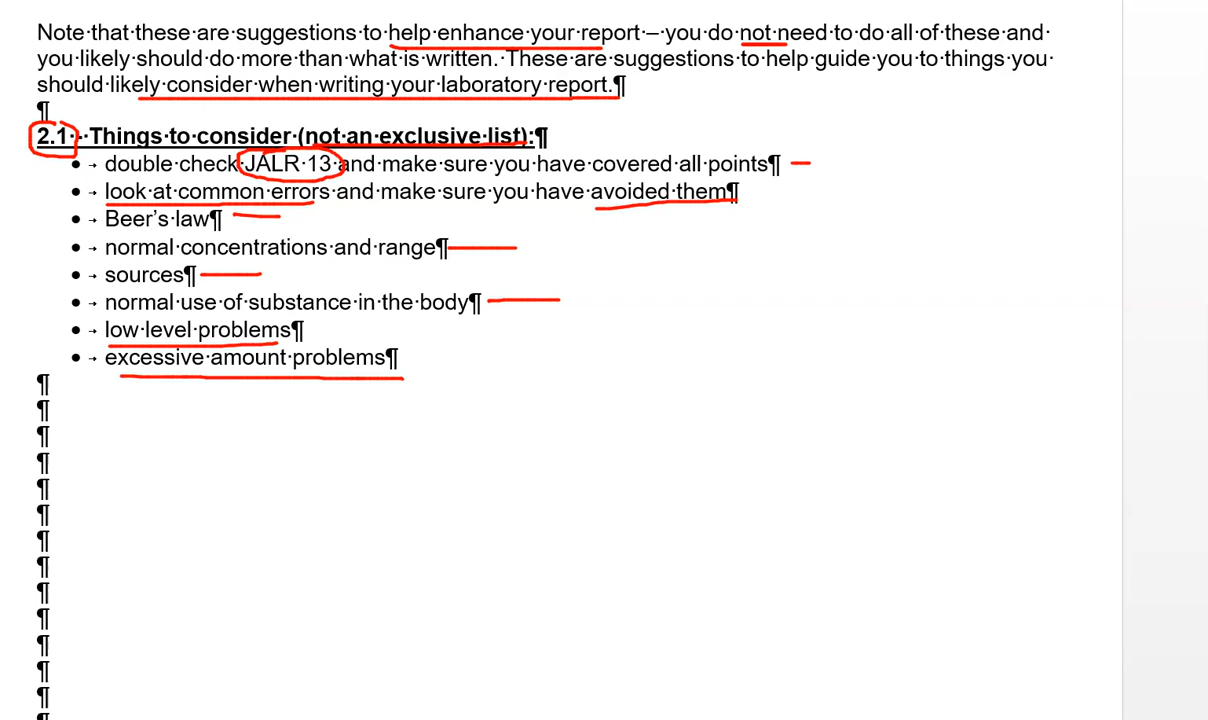 Note that these are suggestions to help enhance your report – you do not need to do all of these and
you likely should do more than what is written. These are suggestions to help guide you to things you
should likely consider when writing your laboratory report.¶
¶
2.1 Things to consider (not an exclusive list):¶
• → double check JALR 13 and make sure you have covered all points¶
• → look at common errors and make sure you have avoided them¶
• → Beer's law¶
• → normal concentrations and range¶
• → sources¶
• → normal use of substance in the body¶
• → low level problems¶
• → excessive amount problems¶
¶
¶
¶
¶
¶
¶
¶
¶
¶
¶
¶
¶
¶
¶